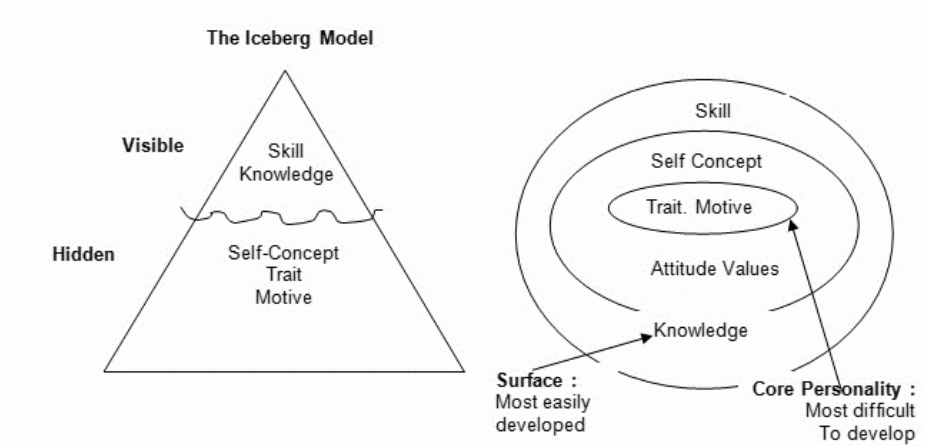 The Iceberg Model
Visible
Skill
Knowledge
Hidden
Self-Concept
Trait
Motive
Skill
Self Concept
Trait. Motive
Attitude Values
Knowledge
Surface :
Most easily
developed
Core Personality :
Most difficult
To develop